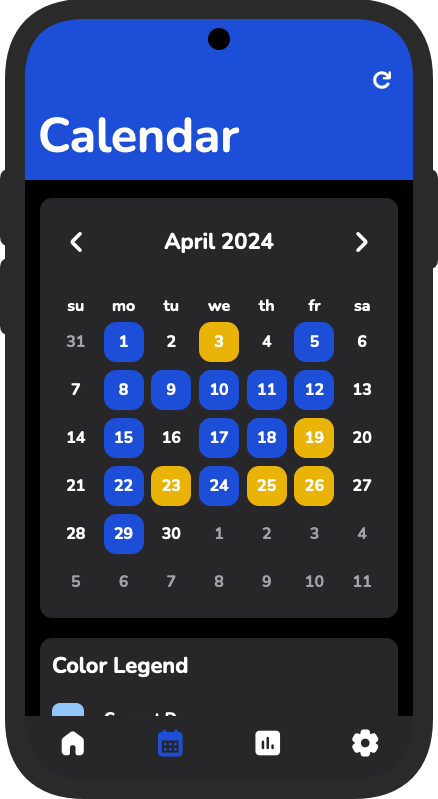 Calendar
April 2024
su mo tu we th fr sa
31 1 2 3 4 5 6
7 8 9 10 11 12 13
14 15 16 17 18 19 20
21 22 23 24 25 26 27
28 29 30 1 2 3 4
5 6 7 8 9 10 11
Color Legend